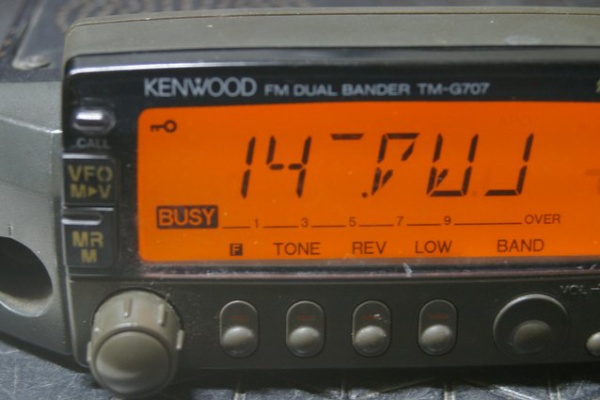 KENWOOD FM DUAL BANDER TM-G707
CALL
VFO
M▶V
MR
M
14
BUSY 1 3 5 7 9 OVER
F TONE REV LOW BAND
VOL